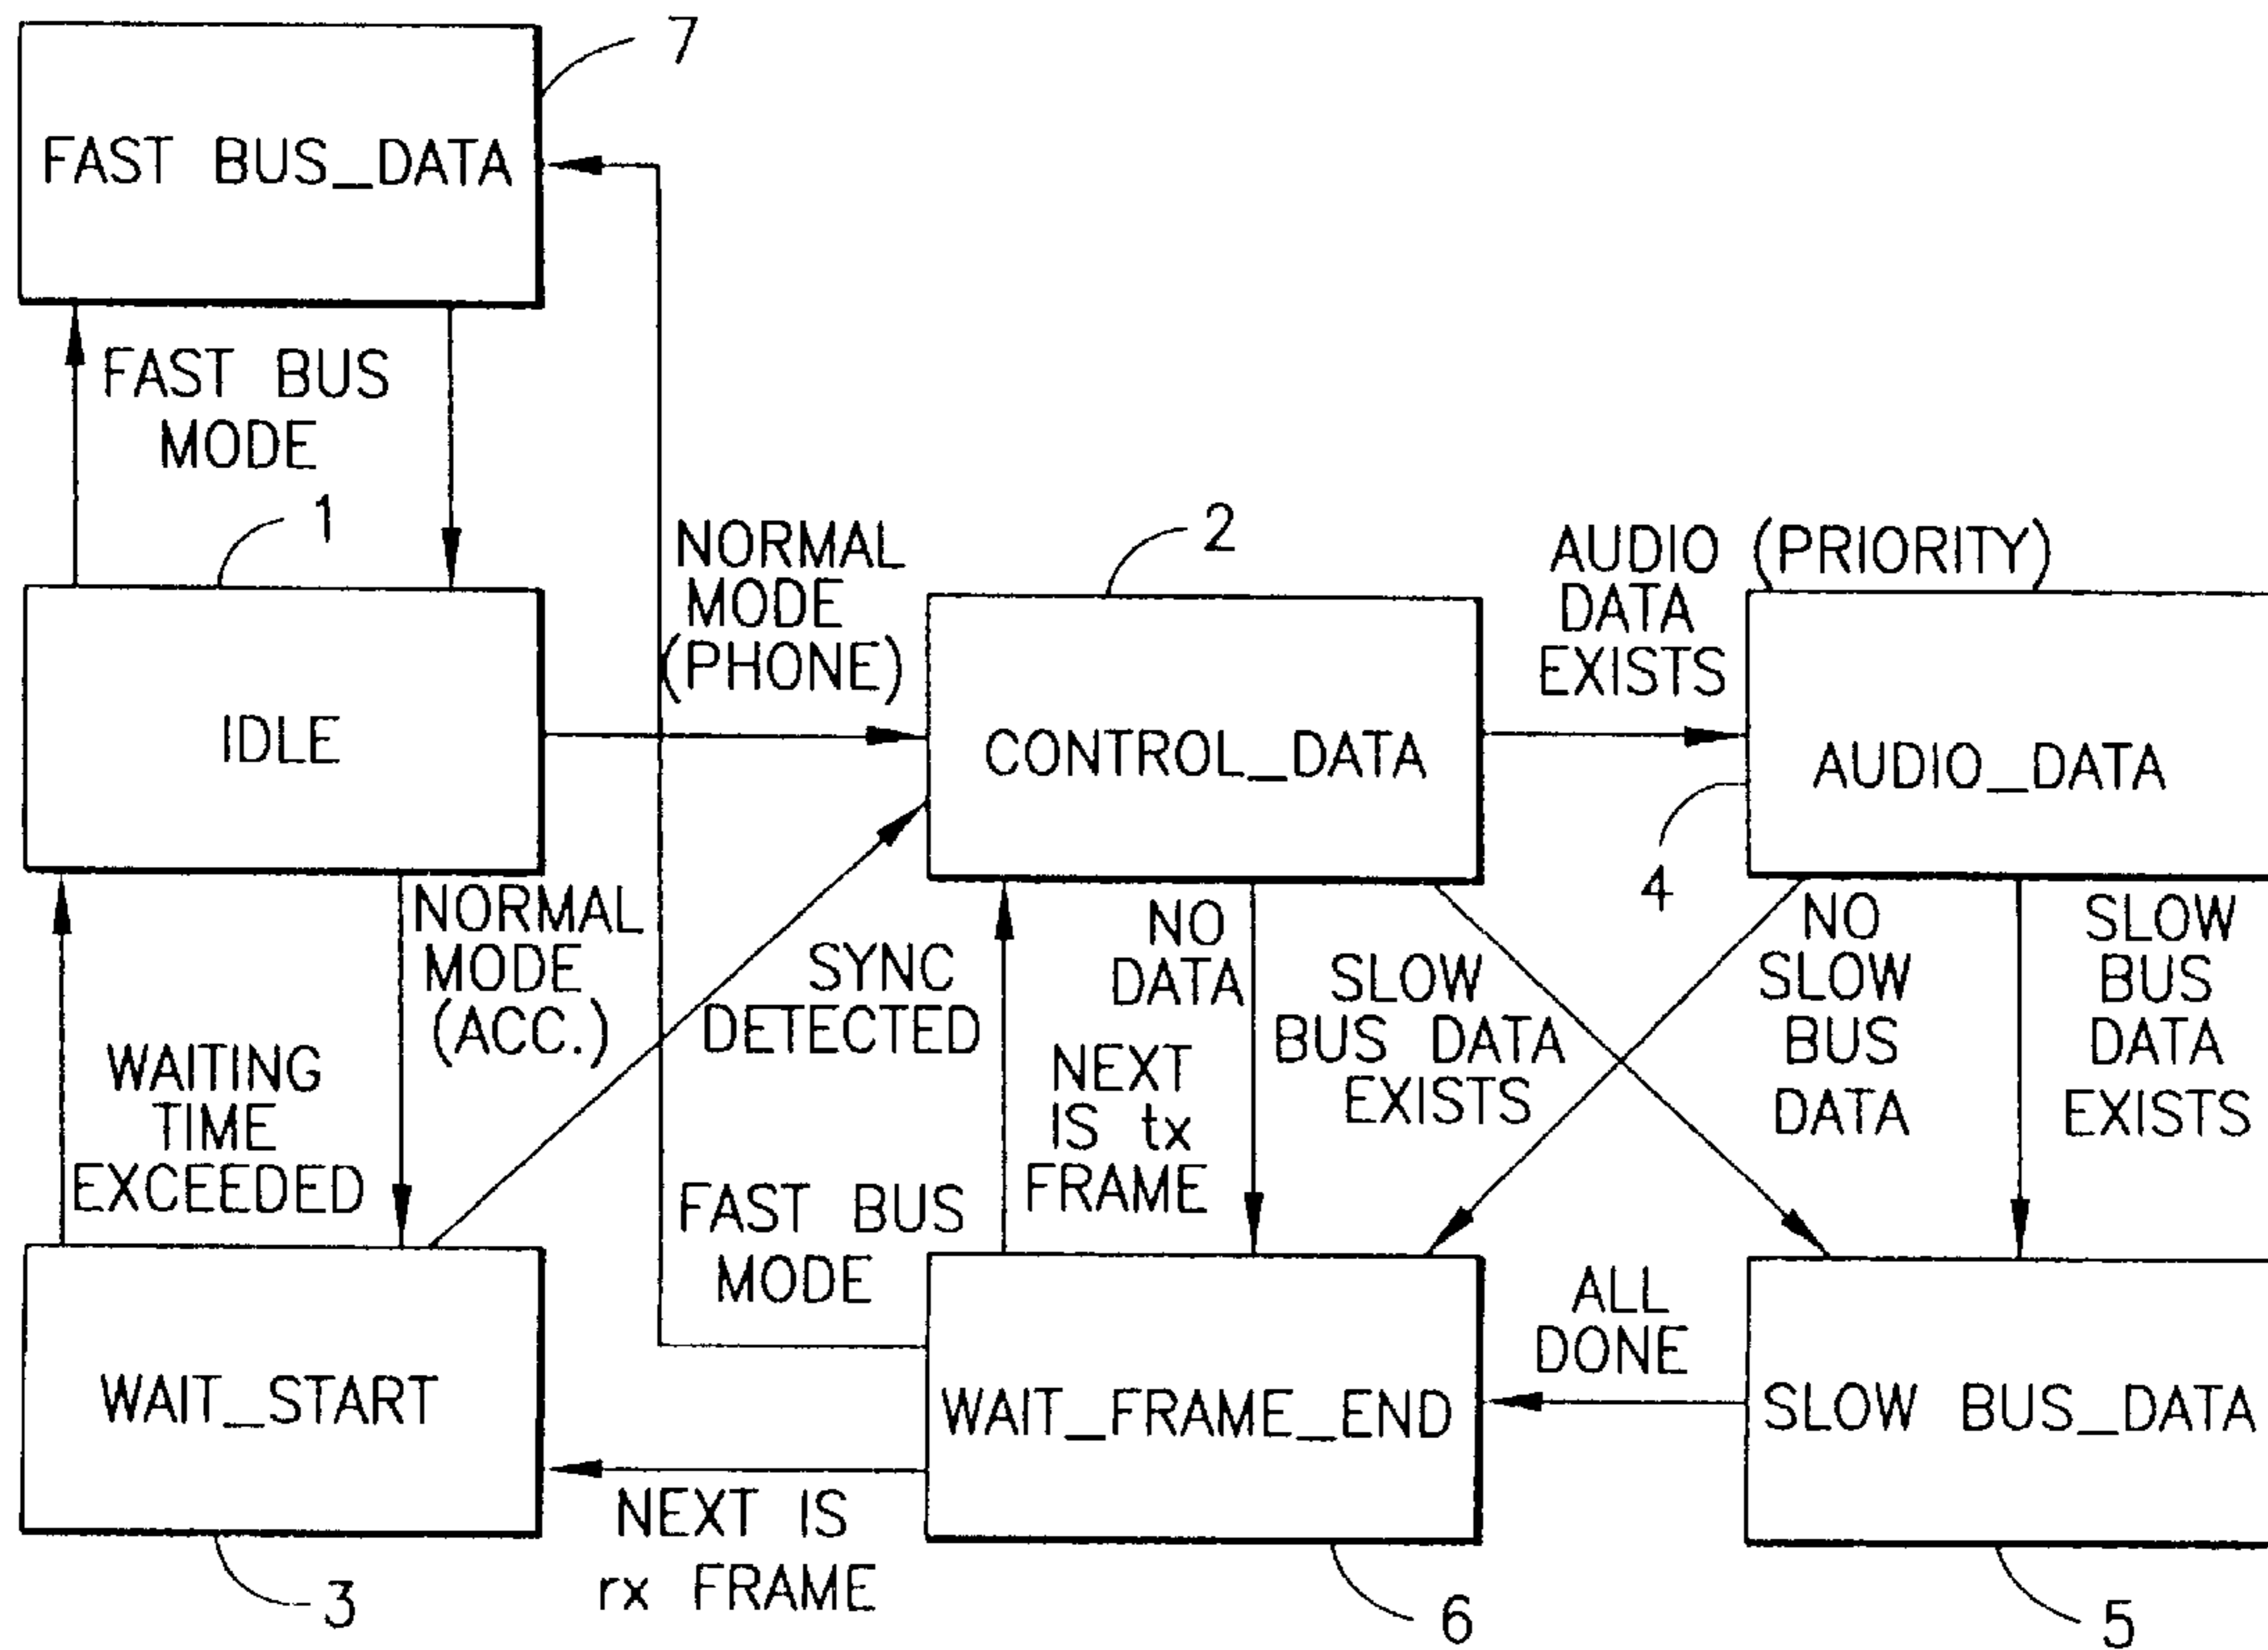 7
FAST BUS_DATA
FAST BUS
MODE
1
IDLE
NORMAL
MODE
(PHONE)
2
CONTROL_DATA
AUDIO (PRIORITY)
DATA
EXISTS
AUDIO_DATA
4
NORMAL
MODE
(ACC.)
WAITING
TIME
EXCEEDED
SYNC
DETECTED
NO
DATA
NEXT
IS tx
FRAME
SLOW
BUS DATA
EXISTS
NO
SLOW
BUS
DATA
SLOW
BUS
DATA
EXISTS
FAST BUS
MODE
WAIT_START
3
WAIT_FRAME_END
6
ALL
DONE
SLOW BUS_DATA
5
NEXT IS
rx FRAME